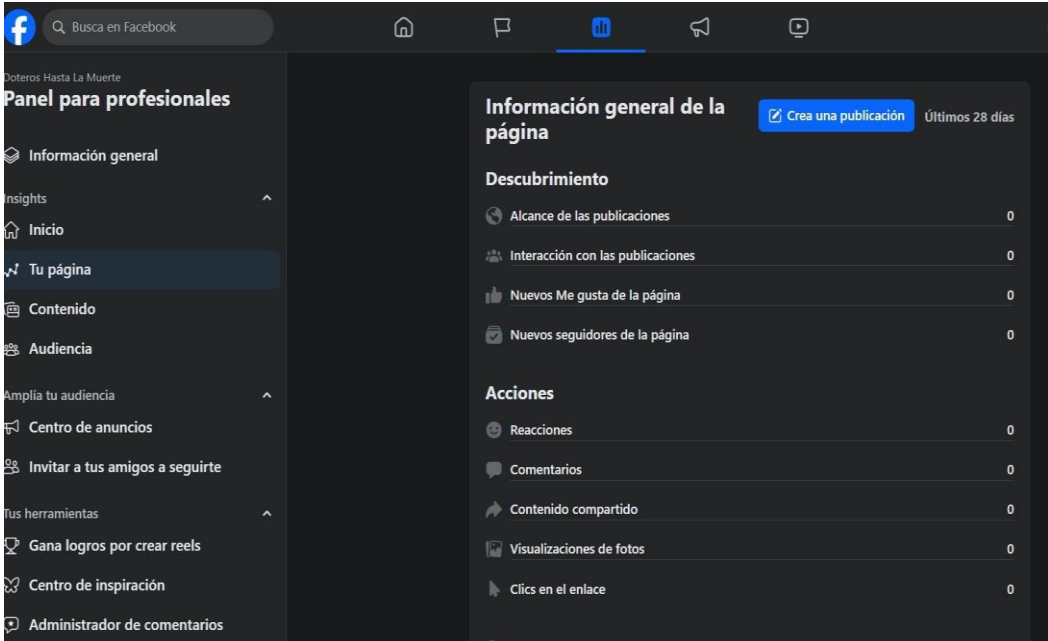 Busca en Facebook
Doteros Hasta La Muerte
Panel para profesionales
Información general
Insights
Inicio
Tu página
Contenido
Audiencia
Amplía tu audiencia
Centro de anuncios
Invitar a tus amigos a seguirte
Tus herramientas
Gana logros por crear reels
Centro de inspiración
Administrador de comentarios
Información general de la
página
Crea una publicación
Últimos 28 días
Descubrimiento
Alcance de las publicaciones 0
Interacción con las publicaciones 0
Nuevos Me gusta de la página 0
Nuevos seguidores de la página 0
Acciones
Reacciones 0
Comentarios 0
Contenido compartido 0
Visualizaciones de fotos 0
Clics en el enlace 0